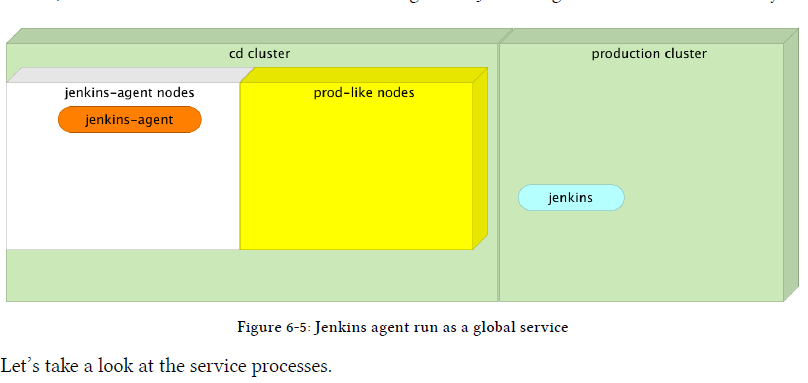 cd cluster
production cluster
jenkins-agent nodes
prod-like nodes
jenkins-agent
jenkins
Figure 6-5: Jenkins agent run as a global service
Let’s take a look at the service processes.